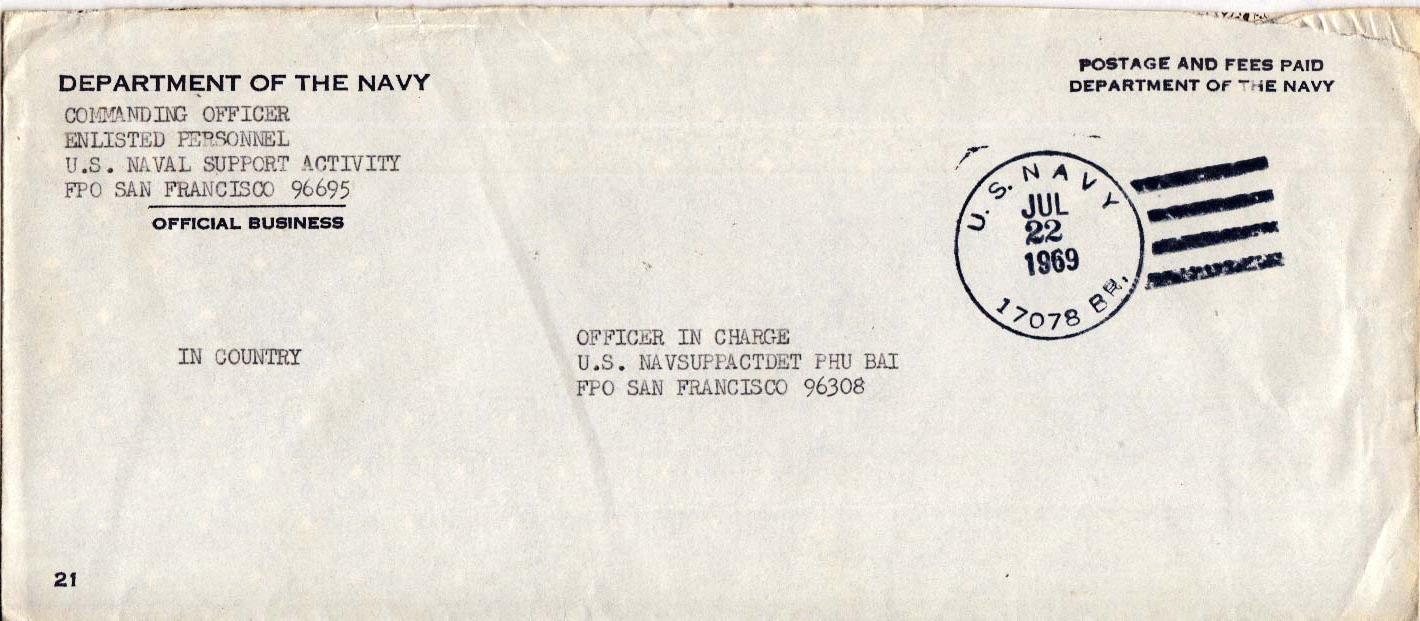 DEPARTMENT OF THE NAVY
COMMANDING OFFICER
ENLISTED PERSONNEL
U.S. NAVAL SUPPORT ACTIVITY
FPO SAN FRANCISCO 96695
OFFICIAL BUSINESS
POSTAGE AND FEES PAID
DEPARTMENT OF THE NAVY
U.S. NAVY
JUL
22
1969
17078 BR.
IN COUNTRY
OFFICER IN CHARGE
U.S. NAVSUPPACTDET PHU BAI
FPO SAN FRANCISCO 96308
21